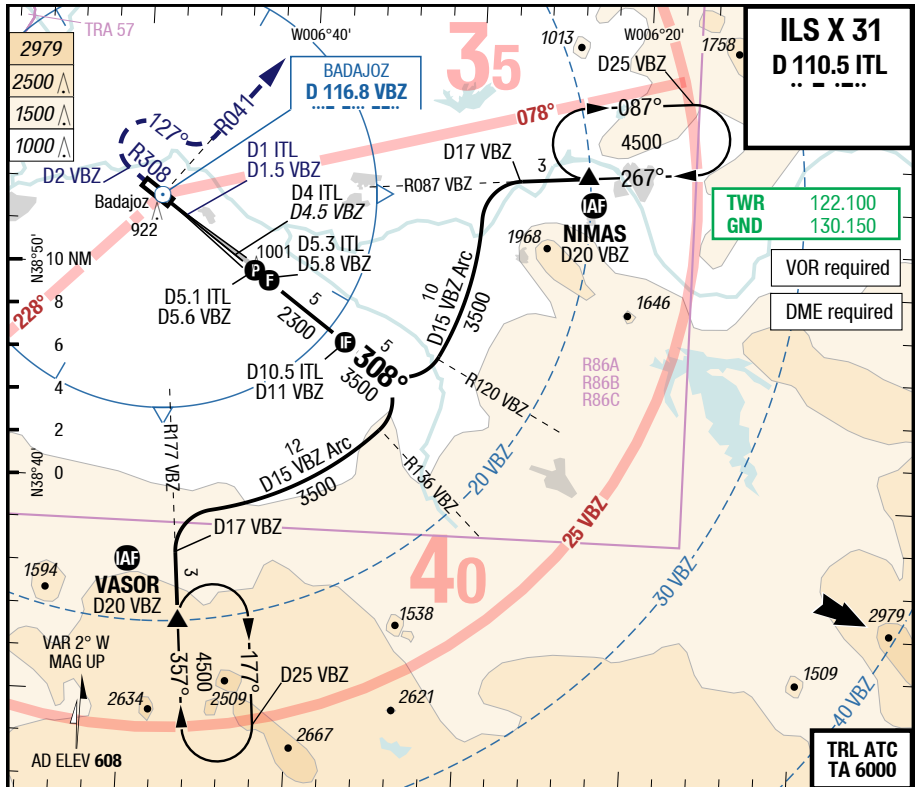 TRA 57
W006°40'
35
1013
W006°20'
1758
ILS X 31
D 110.5 ITL
2979
2500
1500
1000
BADAJOZ
D 116.8 VBZ
D25 VBZ
127°
R041
R308
078°
087°
4500
267°
D2 VBZ
D1 ITL
D1.5 VBZ
D17 VBZ
3
R087 VBZ
Badajoz
922
D4 ITL
D4.5 VBZ
IAF
NIMAS
D20 VBZ
TWR 122.100
GND 130.150
VOR required
DME required
N38°50'
10 NM
8
6
4
2
0
N38°40'
1001
D5.3 ITL
D5.8 VBZ
P
F
D5.1 ITL
D5.6 VBZ
1968
1646
228°
5
2300
10
D15 VBZ Arc
3500
IF
D10.5 ITL
D11 VBZ
5
308°
3500
R86A
R86B
R86C
R120 VBZ
R177 VBZ
12
D15 VBZ Arc
3500
R136 VBZ
20 VBZ
D17 VBZ
25 VBZ
40
IAF
VASOR
D20 VBZ
3
1594
1538
30 VBZ
2979
VAR 2° W
MAG UP
357°
4500
177°
D25 VBZ
2634
2509
2621
2667
1509
40 VBZ
AD ELEV 608
TRL ATC
TA 6000